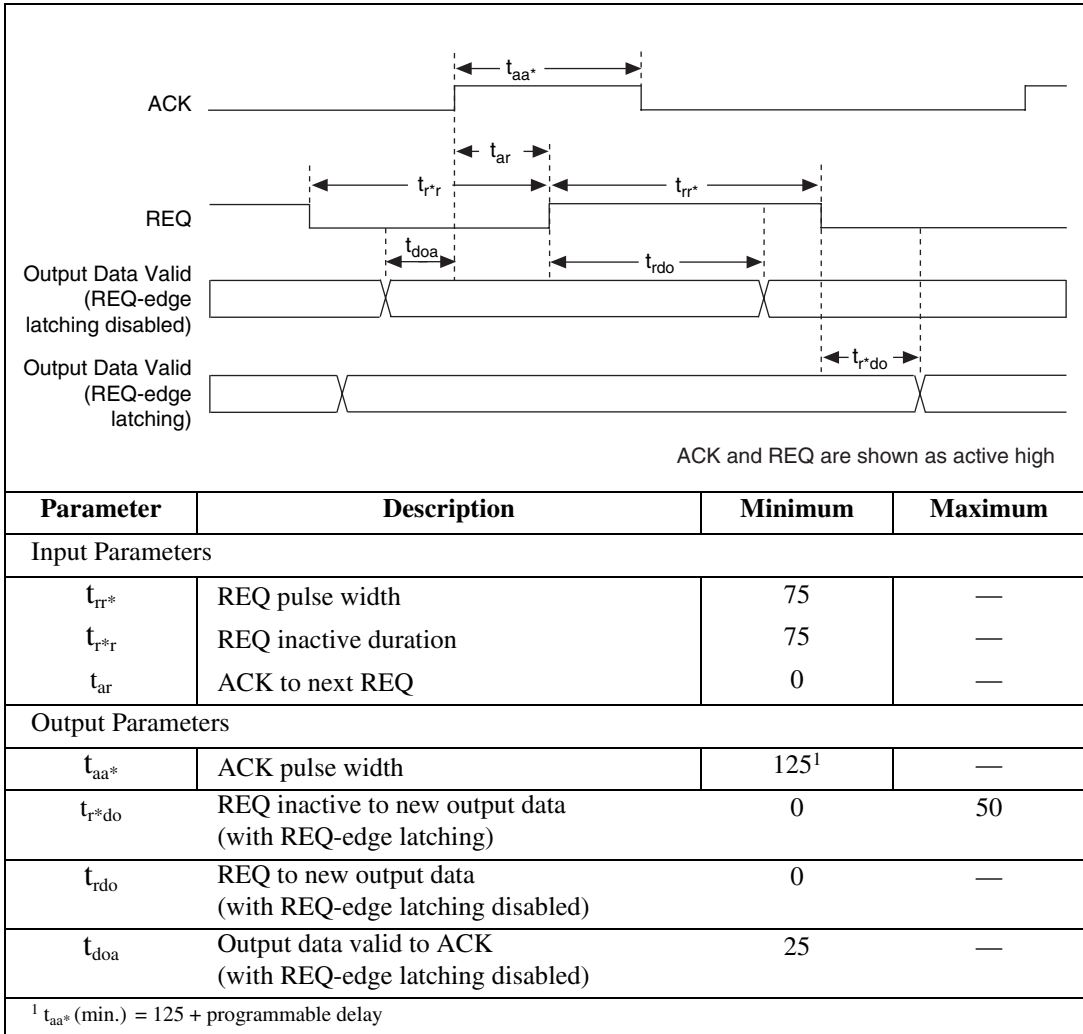 t_aa*
ACK
t_ar
t_r*r
t_rr*
REQ
t_doa
t_rdo
Output Data Valid
(REQ-edge
latching disabled)
t_r*do
Output Data Valid
(REQ-edge
latching)
ACK and REQ are shown as active high
Parameter Description Minimum Maximum
Input Parameters
t_rr* REQ pulse width 75 —
t_r*r REQ inactive duration 75 —
t_ar ACK to next REQ 0 —
Output Parameters
t_aa* ACK pulse width 125¹ —
t_r*do REQ inactive to new output data 0 50
(with REQ-edge latching)
t_rdo REQ to new output data 0 —
(with REQ-edge latching disabled)
t_doa Output data valid to ACK 25 —
(with REQ-edge latching disabled)
¹ t_aa* (min.) = 125 + programmable delay